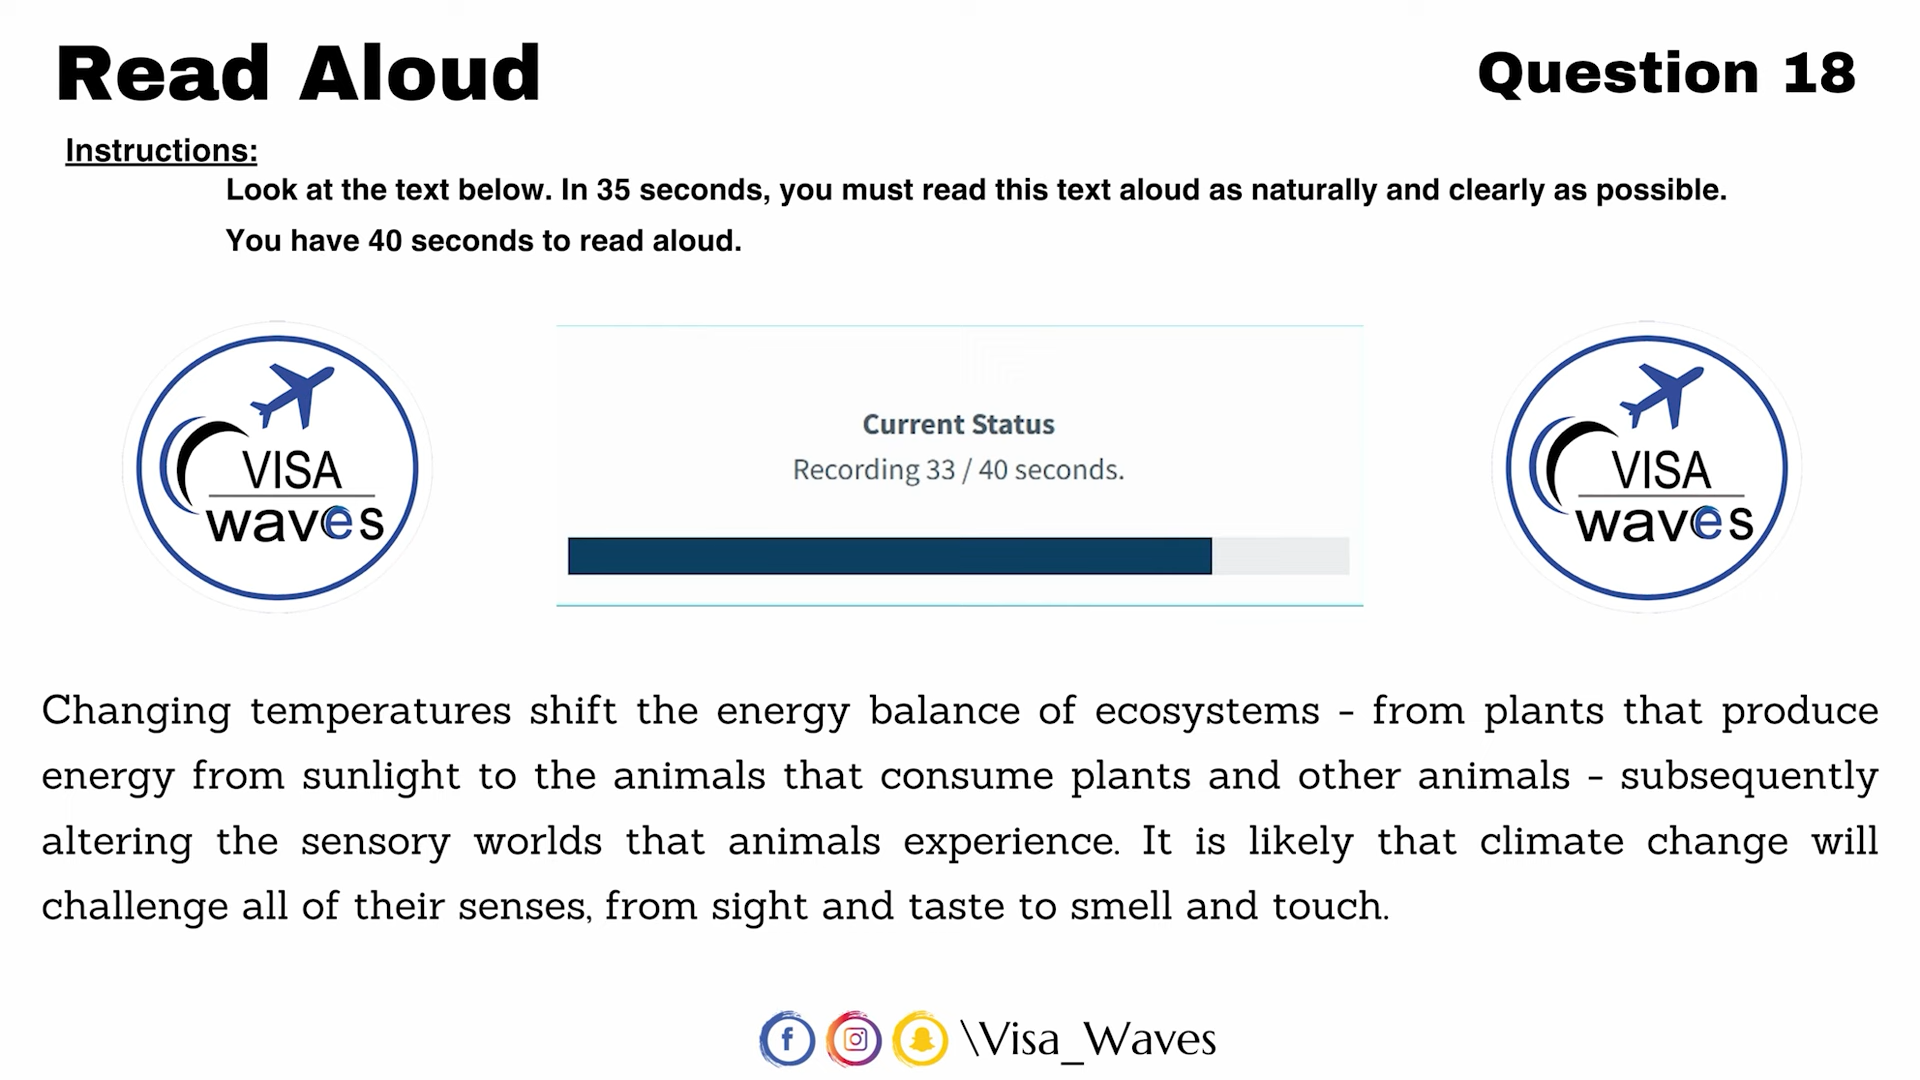 Read Aloud
Question 18
Instructions:
Look at the text below. In 35 seconds, you must read this text aloud as naturally and clearly as possible.
You have 40 seconds to read aloud.
VISA
waves
Current Status
Recording 33 / 40 seconds.
VISA
waves
Changing temperatures shift the energy balance of ecosystems - from plants that produce
energy from sunlight to the animals that consume plants and other animals - subsequently
altering the sensory worlds that animals experience. It is likely that climate change will
challenge all of their senses, from sight and taste to smell and touch.
\Visa_Waves